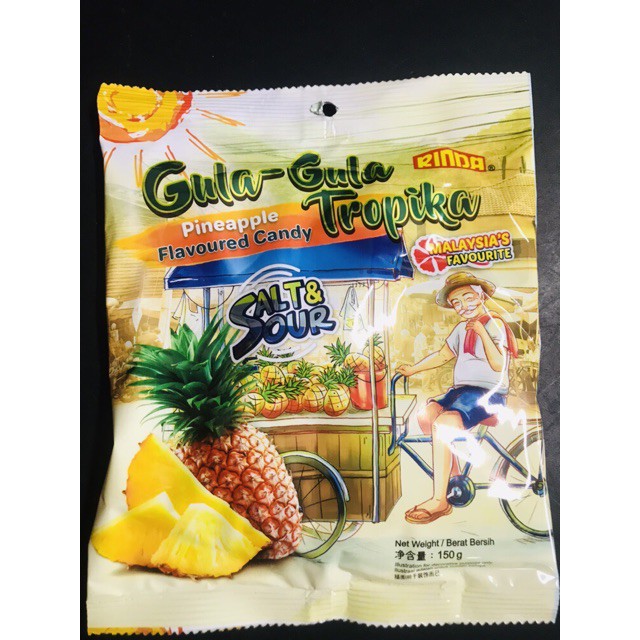 RINDA ®
Gula-Gula
Tropika
Pineapple
Flavoured Candy
MALAYSIA'S
FAVOURITE
SALT&
SOUR
Net Weight / Berat Bersih
净含量: 150g